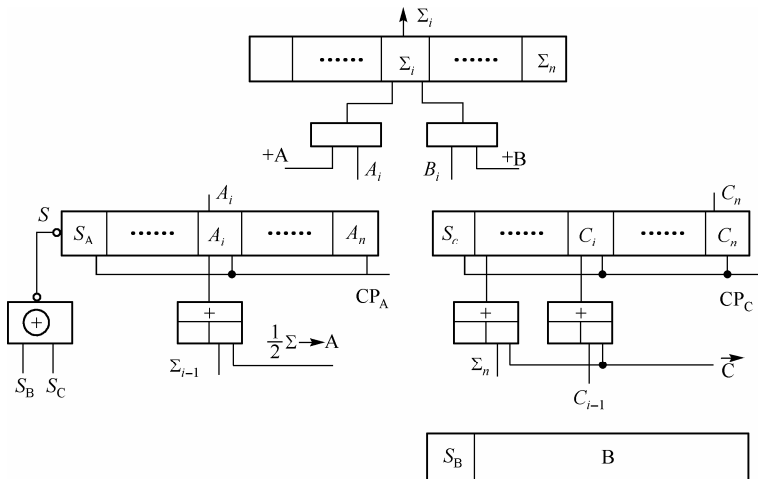 Σi
...... Σi ...... Σn
+A Ai Bi +B
Ai Cn
S SA ...... Ai ...... An Sc ...... Ci ...... Cn
CPA CPC
+ + + +
1/2 Σ→A
SB SC Σi−1 Σn C⃗
Ci−1
SB B